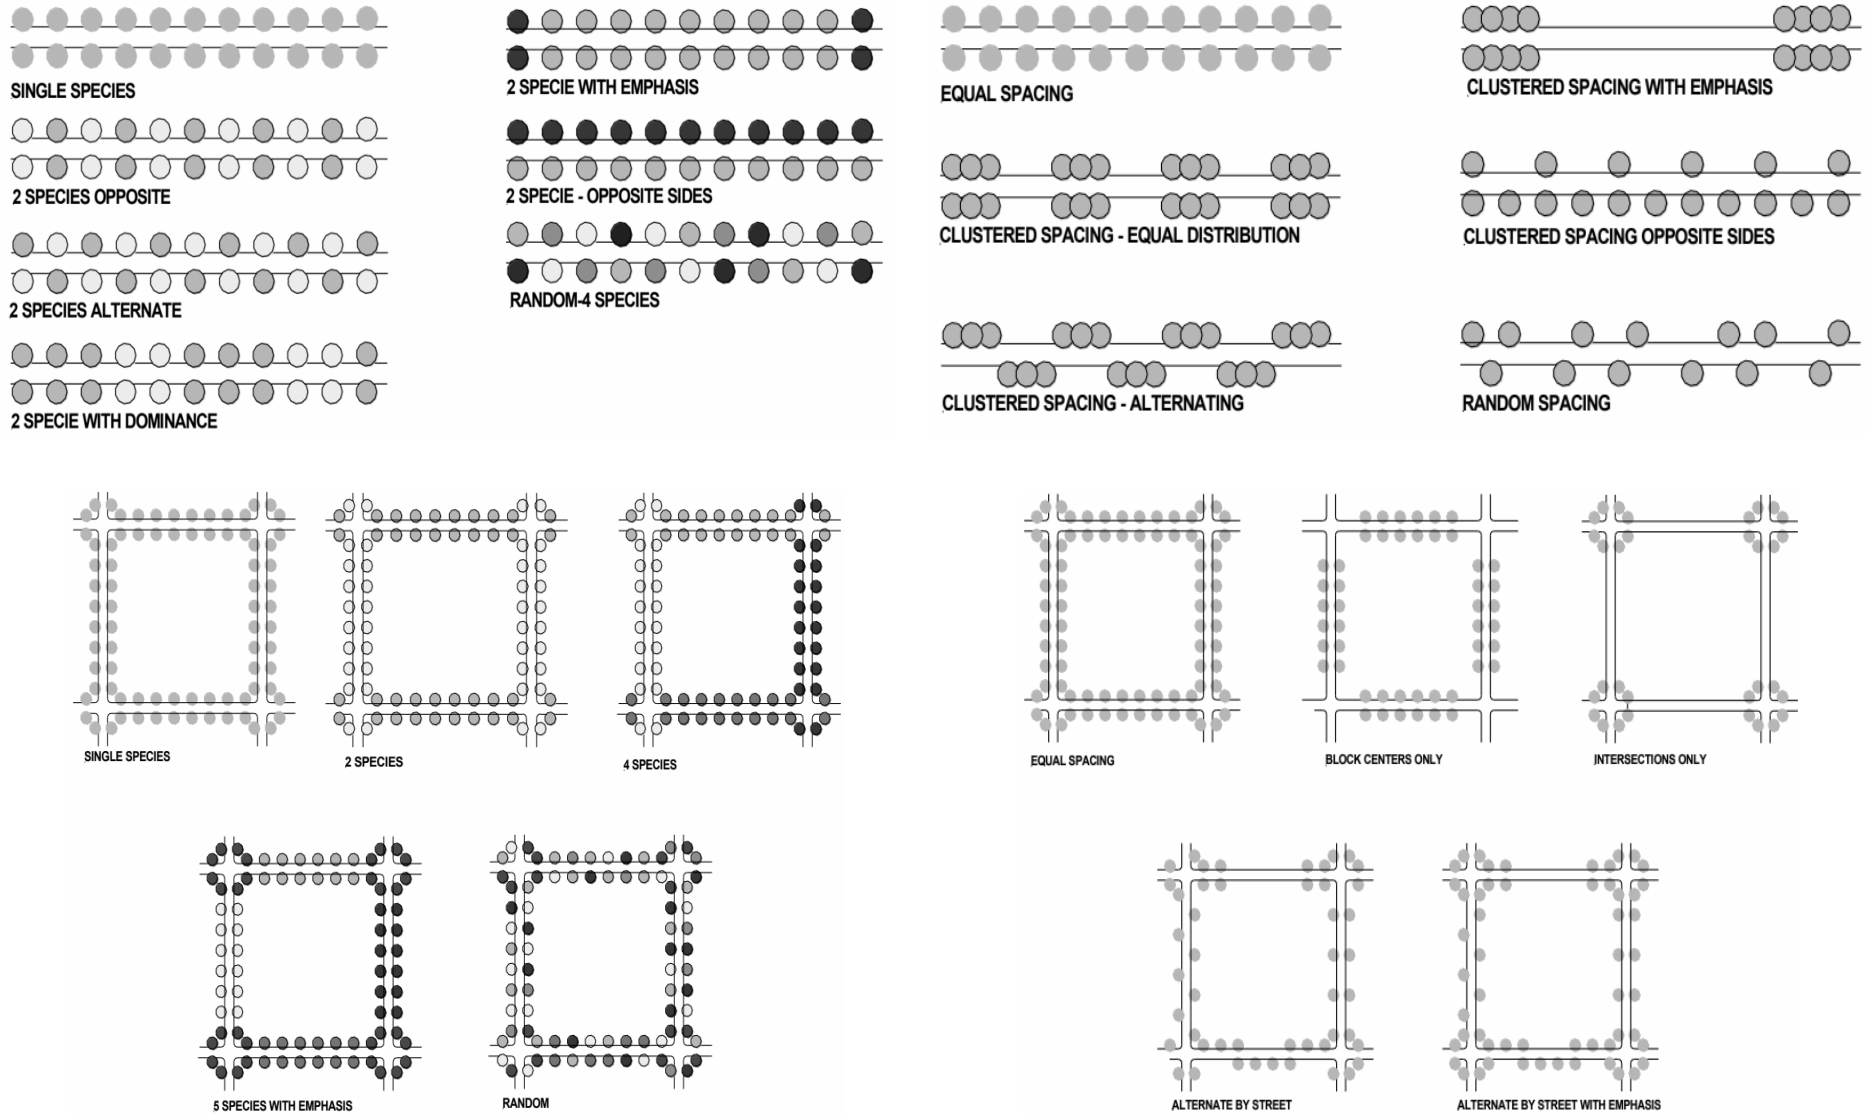 SINGLE SPECIES
2 SPECIES OPPOSITE
2 SPECIES ALTERNATE
2 SPECIE WITH DOMINANCE
2 SPECIE WITH EMPHASIS
2 SPECIE - OPPOSITE SIDES
RANDOM-4 SPECIES
EQUAL SPACING
CLUSTERED SPACING - EQUAL DISTRIBUTION
CLUSTERED SPACING - ALTERNATING
CLUSTERED SPACING WITH EMPHASIS
CLUSTERED SPACING OPPOSITE SIDES
RANDOM SPACING
SINGLE SPECIES
2 SPECIES
4 SPECIES
5 SPECIES WITH EMPHASIS
RANDOM
EQUAL SPACING
BLOCK CENTERS ONLY
INTERSECTIONS ONLY
ALTERNATE BY STREET
ALTERNATE BY STREET WITH EMPHASIS